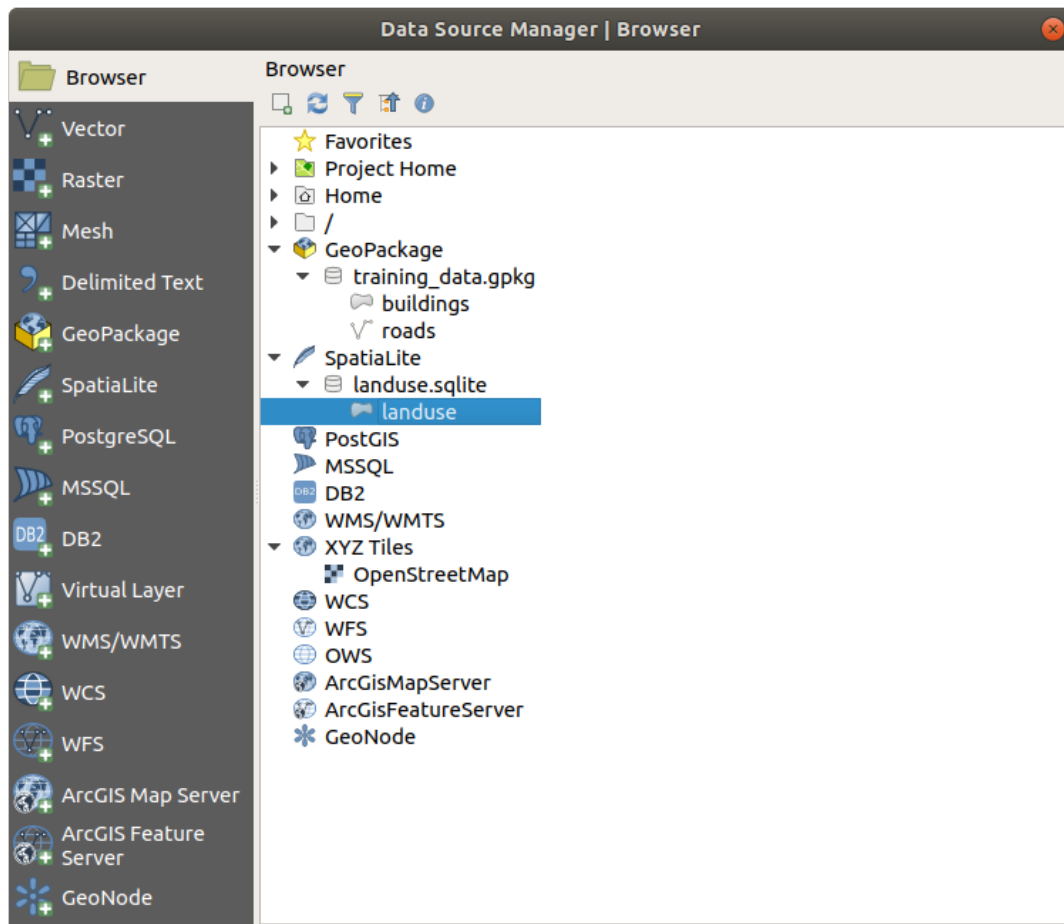 Data Source Manager | Browser
Browser
Vector
Raster
Mesh
Delimited Text
GeoPackage
SpatiaLite
PostgreSQL
MSSQL
DB2
DB2
Virtual Layer
WMS/WMTS
WCS
WFS
ArcGIS Map Server
ArcGIS Feature
Server
GeoNode
Browser
Favorites
Project Home
Home
/
GeoPackage
training_data.gpkg
buildings
roads
SpatiaLite
landuse.sqlite
landuse
PostGIS
MSSQL
DB2 DB2
WMS/WMTS
XYZ Tiles
OpenStreetMap
WCS
WFS
OWS
ArcGisMapServer
ArcGisFeatureServer
GeoNode